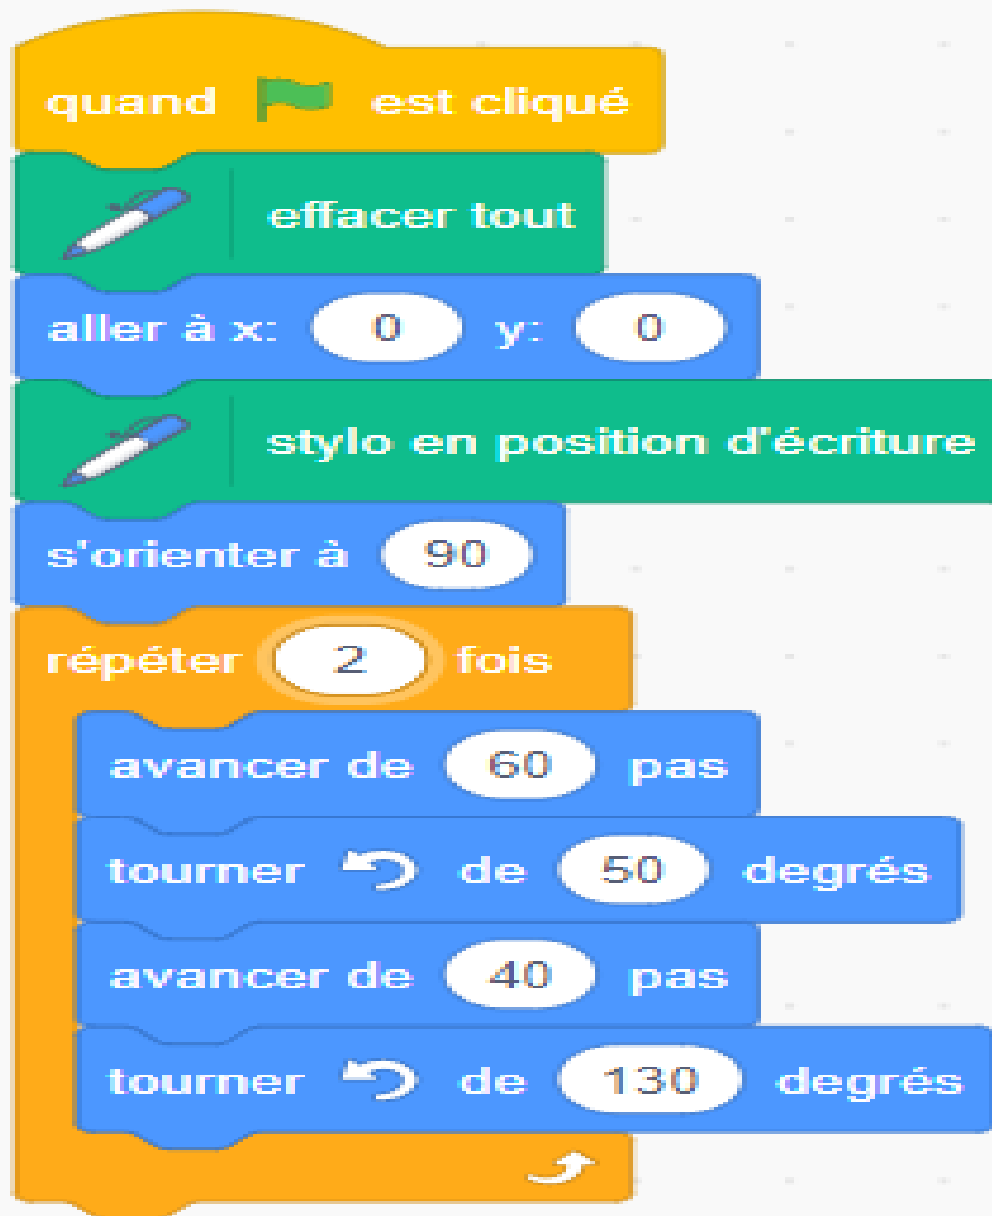 quand est cliqué
effacer tout
aller à x: 0 y: 0
stylo en position d'écriture
s'orienter à 90
répéter 2 fois
avancer de 60 pas
tourner de 50 degrés
avancer de 40 pas
tourner de 130 degrés